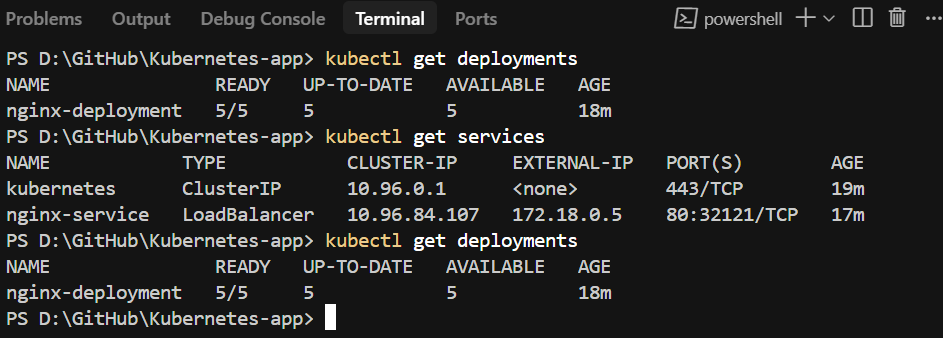 Problems Output Debug Console Terminal Ports powershell
PS D:\GitHub\Kubernetes-app> kubectl get deployments
NAME READY UP-TO-DATE AVAILABLE AGE
nginx-deployment 5/5 5 5 18m
PS D:\GitHub\Kubernetes-app> kubectl get services
NAME TYPE CLUSTER-IP EXTERNAL-IP PORT(S) AGE
kubernetes ClusterIP 10.96.0.1 <none> 443/TCP 19m
nginx-service LoadBalancer 10.96.84.107 172.18.0.5 80:32121/TCP 17m
PS D:\GitHub\Kubernetes-app> kubectl get deployments
NAME READY UP-TO-DATE AVAILABLE AGE
nginx-deployment 5/5 5 5 18m
PS D:\GitHub\Kubernetes-app>